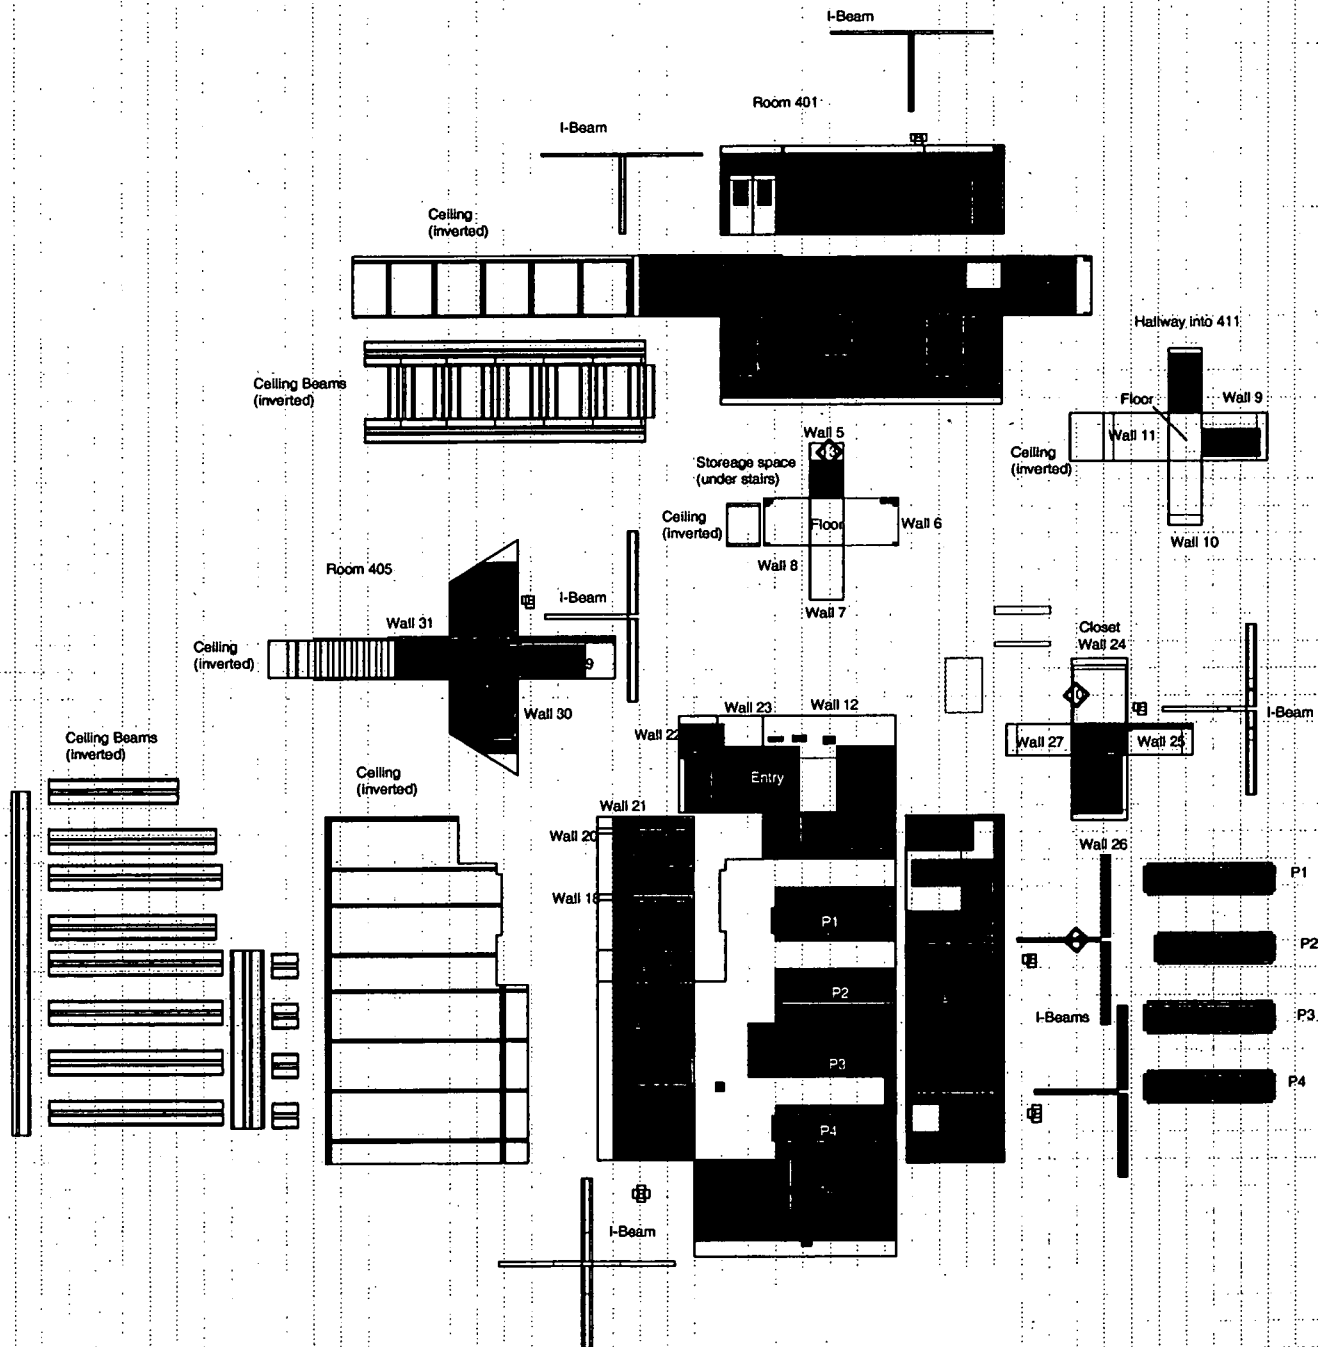 I-Beam
Room 401
I-Beam
Ceiling
(inverted)
Hallway into 411
Ceiling Beams
(inverted)
Floor
Wall 9
Wall 11
Ceiling
(inverted)
Wall 10
Wall 5
13
Storeage space
(under stairs)
Ceiling
(inverted)
Floor
Wall 6
Wall 8
Wall 7
Room 405
I-Beam
Wall 31
Ceiling
(inverted)
9
Wall 30
Closet
Wall 24
I-Beam
Wall 27
Wall 25
Wall 26
Wall 23
Wall 12
Wall 22
Entry
Ceiling Beams
(inverted)
Ceiling
(inverted)
Wall 21
Wall 20
Wall 18
P1
P2
P3
P4
I-Beams
P1
P2
P3
P4
I-Beam